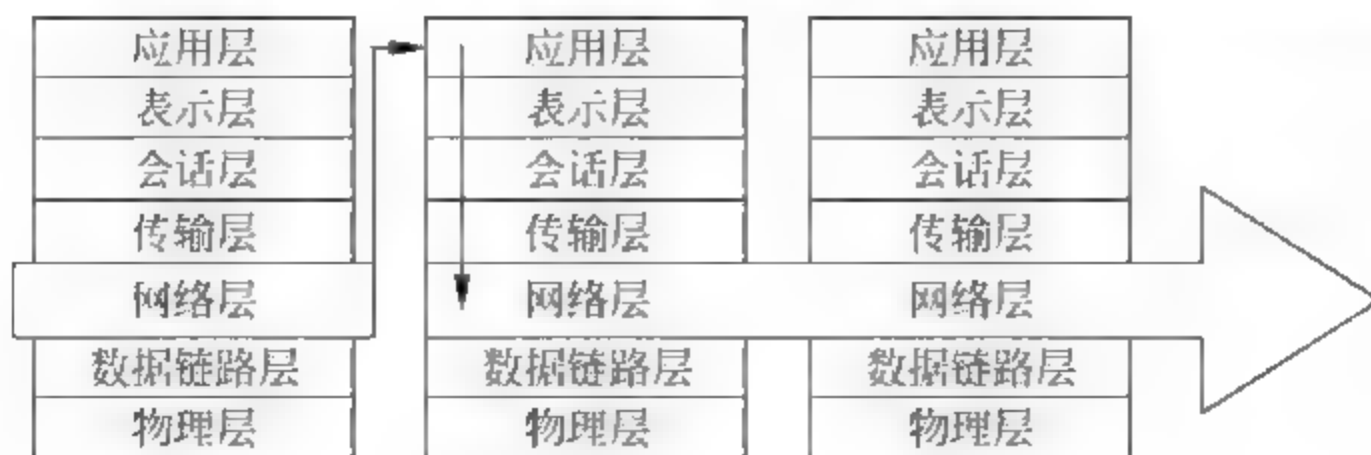 应用层 应用层 应用层
表示层 表示层 表示层
会话层 会话层 会话层
传输层 传输层 传输层
网络层 网络层 网络层
数据链路层 数据链路层 数据链路层
物理层 物理层 物理层